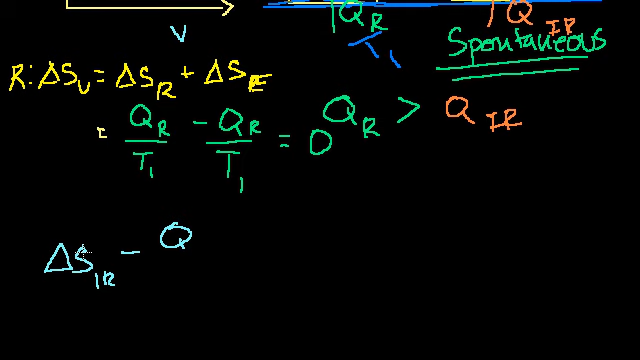 V
|Q_R
|Q_IR
T_1
Spontaneous
R: ΔS_U = ΔS_R + ΔS_E
= Q_R/T_1 - Q_R/T_1 = 0
Q_R > Q_IR
ΔS_IR - Q